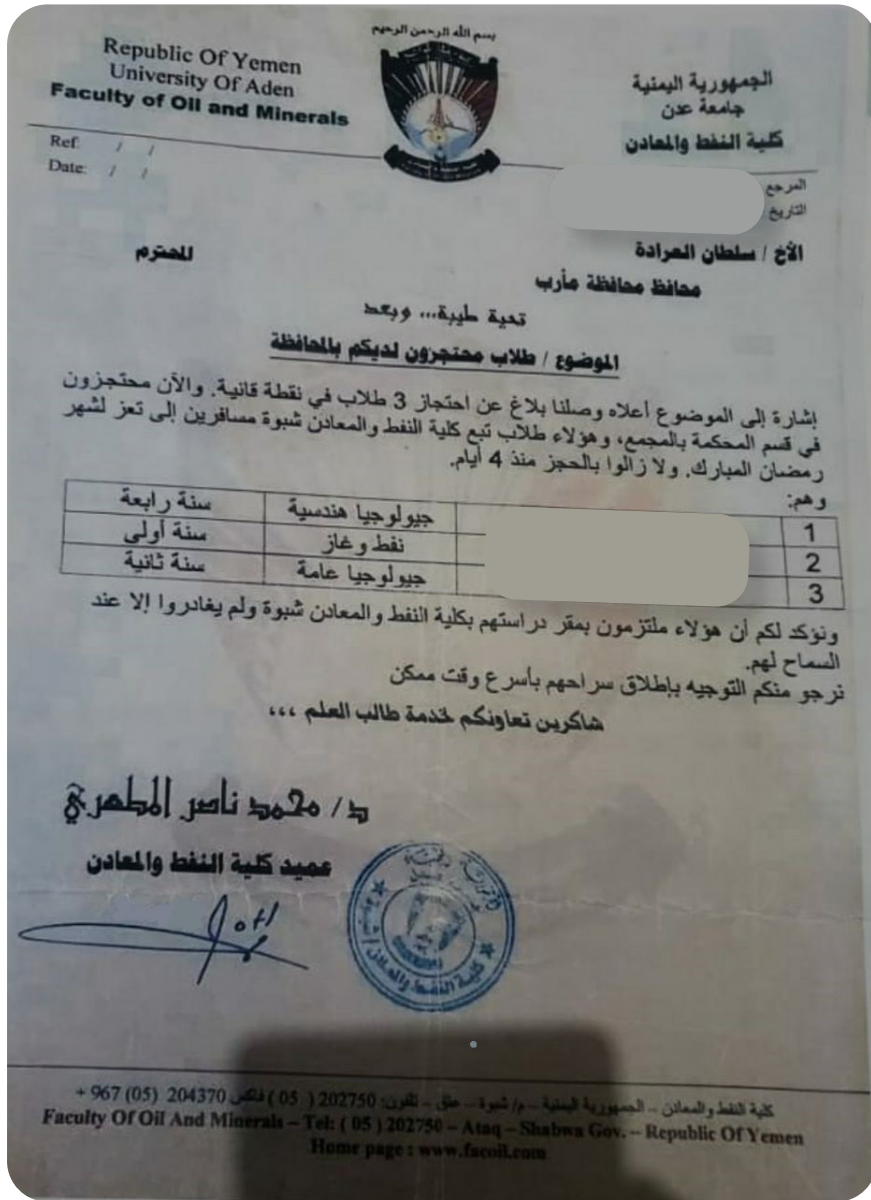 بسم الله الرحمن الرحيم
Republic Of Yemen
University Of Aden
Faculty of Oil and Minerals
الجمهورية اليمنية
جامعة عدن
كلية النفط والمعادن
Ref: / /
Date: / /
المرجع
التاريخ
الأخ / سلطان العرادة المحترم
محافظ محافظة مأرب
تحية طيبة... وبعد
الموضوع / طلاب محتجزون لديكم بالمحافظة
إشارة إلى الموضوع أعلاه وصلنا بلاغ عن احتجاز 3 طلاب في نقطة قانية. والآن محتجزون
في قسم المحكمة بالمجمع، وهؤلاء طلاب تبع كلية النفط والمعادن شبوة مسافرين إلى تعز لشهر
رمضان المبارك. ولا زالوا بالحجز منذ 4 أيام.
وهم:
1 جيولوجيا هندسية سنة رابعة
2 نفط وغاز سنة أولى
3 جيولوجيا عامة سنة ثانية
ونؤكد لكم أن هؤلاء ملتزمون بمقر دراستهم بكلية النفط والمعادن شبوة ولم يغادروا إلا عند
السماح لهم.
نرجو منكم التوجيه بإطلاق سراحهم بأسرع وقت ممكن
شاكرين تعاونكم لخدمة طالب العلم ،،،
د/ محمد ناصر المطهري
عميد كلية النفط والمعادن
كلية النفط والمعادن
كلية النفط والمعادن – الجمهورية اليمنية – م/ شبوة – عتق – تلفون: 202750 ( 05 ) فاكس 204370 (05) 967 +
Faculty Of Oil And Minerals – Tel: ( 05 ) 202750 – Ataq – Shabwa Gov. – Republic Of Yemen
Home page : www.facoil.com